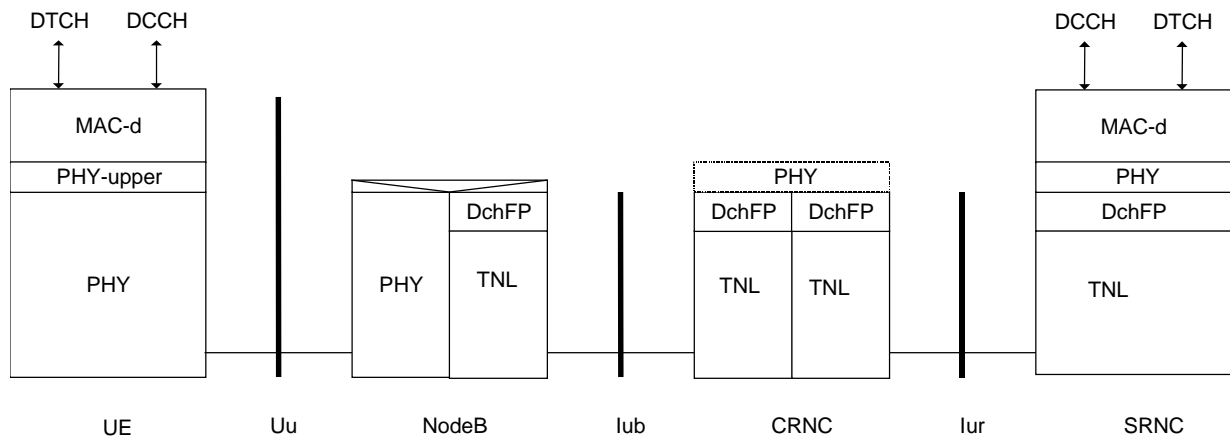 DTCH DCCH DCCH DTCH
MAC-d MAC-d
PHY-upper PHY PHY
DchFP DchFP DchFP DchFP
PHY PHY TNL TNL TNL TNL
UE Uu NodeB Iub CRNC Iur SRNC